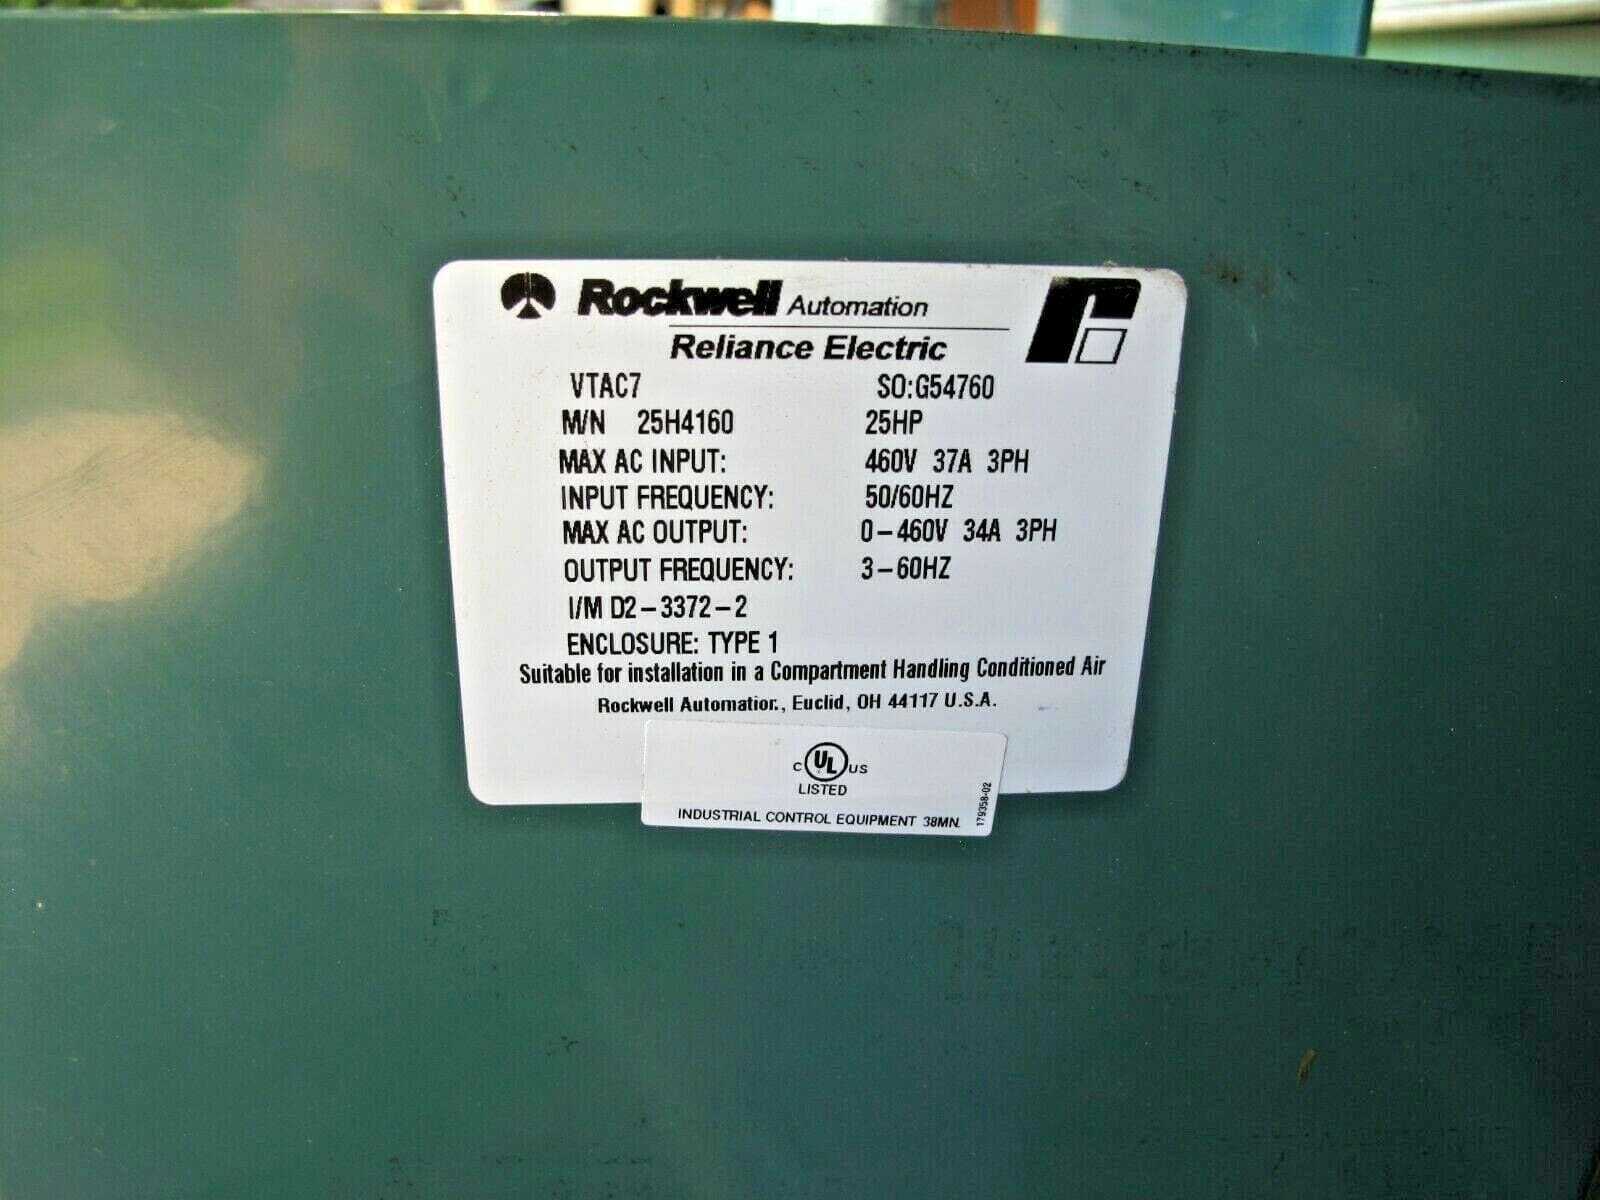 Rockwell Automation
Reliance Electric
VTAC7 SO:G54760
M/N 25H4160 25HP
MAX AC INPUT: 460V 37A 3PH
INPUT FREQUENCY: 50/60HZ
MAX AC OUTPUT: 0-460V 34A 3PH
OUTPUT FREQUENCY: 3-60HZ
I/M D2-3372-2
ENCLOSURE: TYPE 1
Suitable for installation in a Compartment Handling Conditioned Air
Rockwell Automation, Euclid, OH 44117 U.S.A.
C UL US
LISTED
INDUSTRIAL CONTROL EQUIPMENT 38MN.
179358-02